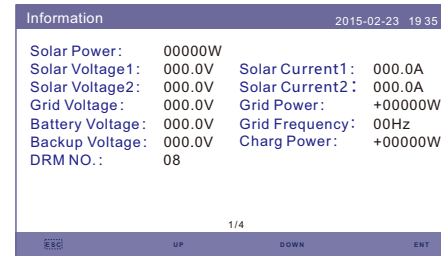 Information 2015-02-23 19 35
Solar Power: 00000W
Solar Voltage1: 000.0V Solar Current1: 000.0A
Solar Voltage2: 000.0V Solar Current2: 000.0A
Grid Voltage: 000.0V Grid Power: +00000W
Battery Voltage: 000.0V Grid Frequency: 00Hz
Backup Voltage: 000.0V Charg Power: +00000W
DRM NO.: 08
1/4
ESC UP DOWN ENT